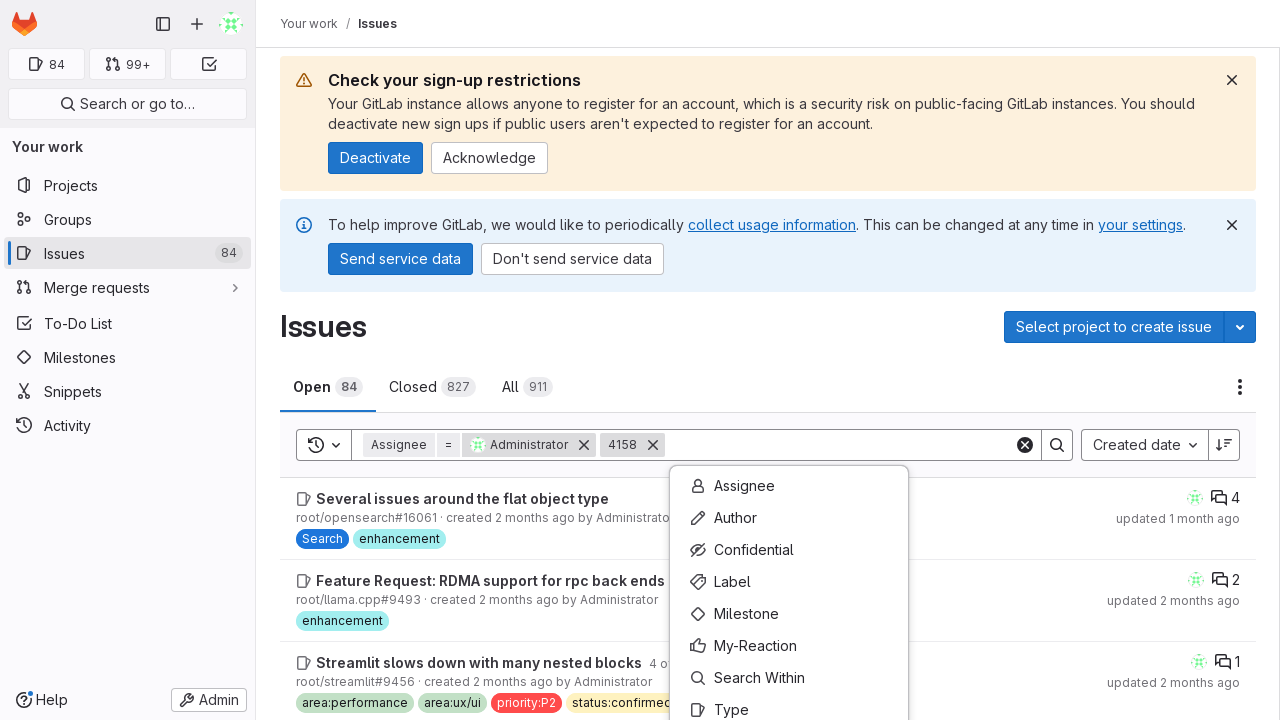 Your work / Issues
84
99+
Search or go to…
Your work
Projects
Groups
Issues 84
Merge requests
To-Do List
Milestones
Snippets
Activity
Help
Admin
Check your sign-up restrictions
Your GitLab instance allows anyone to register for an account, which is a security risk on public-facing GitLab instances. You should
deactivate new sign ups if public users aren't expected to register for an account.
Deactivate Acknowledge
To help improve GitLab, we would like to periodically collect usage information. This can be changed at any time in your settings.
Send service data Don't send service data
Issues
Select project to create issue
Open 84 Closed 827 All 911
Assignee = Administrator 4158
Created date
Assignee
Author
Confidential
Label
Milestone
My-Reaction
Search Within
Type
Several issues around the flat object type
4
root/opensearch#16061 · created 2 months ago by Administrato
updated 1 month ago
Search enhancement
Feature Request: RDMA support for rpc back ends
2
root/llama.cpp#9493 · created 2 months ago by Administrator
updated 2 months ago
enhancement
Streamlit slows down with many nested blocks 4 o
1
root/streamlit#9456 · created 2 months ago by Administrator
updated 2 months ago
area:performance area:ux/ui priority:P2 status:confirmed